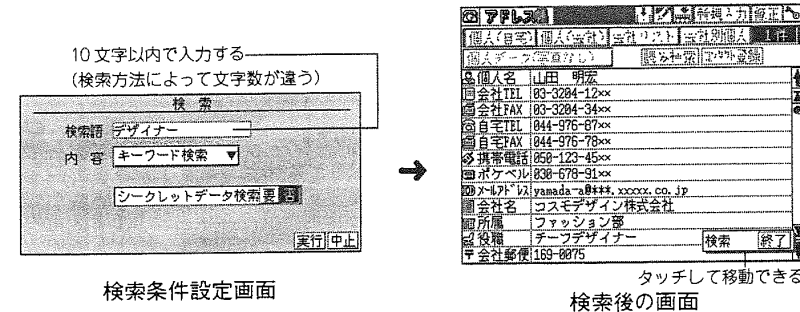 10文字以内で入力する
(検索方法によって文字数が違う)
検 索
検索語 デザイナー
内 容 キーワード検索 ▼
シークレットデータ検索 要 否
実行 中止
検索条件設定画面
→
アドレス 新規入力 修正
個人(自宅) 個人(会社) 会社リスト 会社別個人 1件
個人データ(写真なし)
個人名 山田 明宏
会社TEL 03-3204-12××
会社FAX 03-3204-34××
自宅TEL 044-976-67××
自宅FAX 044-976-78××
携帯電話 050-123-45××
ポケベル 030-678-91××
メールアドレス yamada-a@***.xxxxx.co.jp
会社名 コスモデザイン株式会社
所属 ファッション部
役職 チーフデザイナー
検索 終了
〒会社郵便 169-0075
タッチして移動できる
検索後の画面